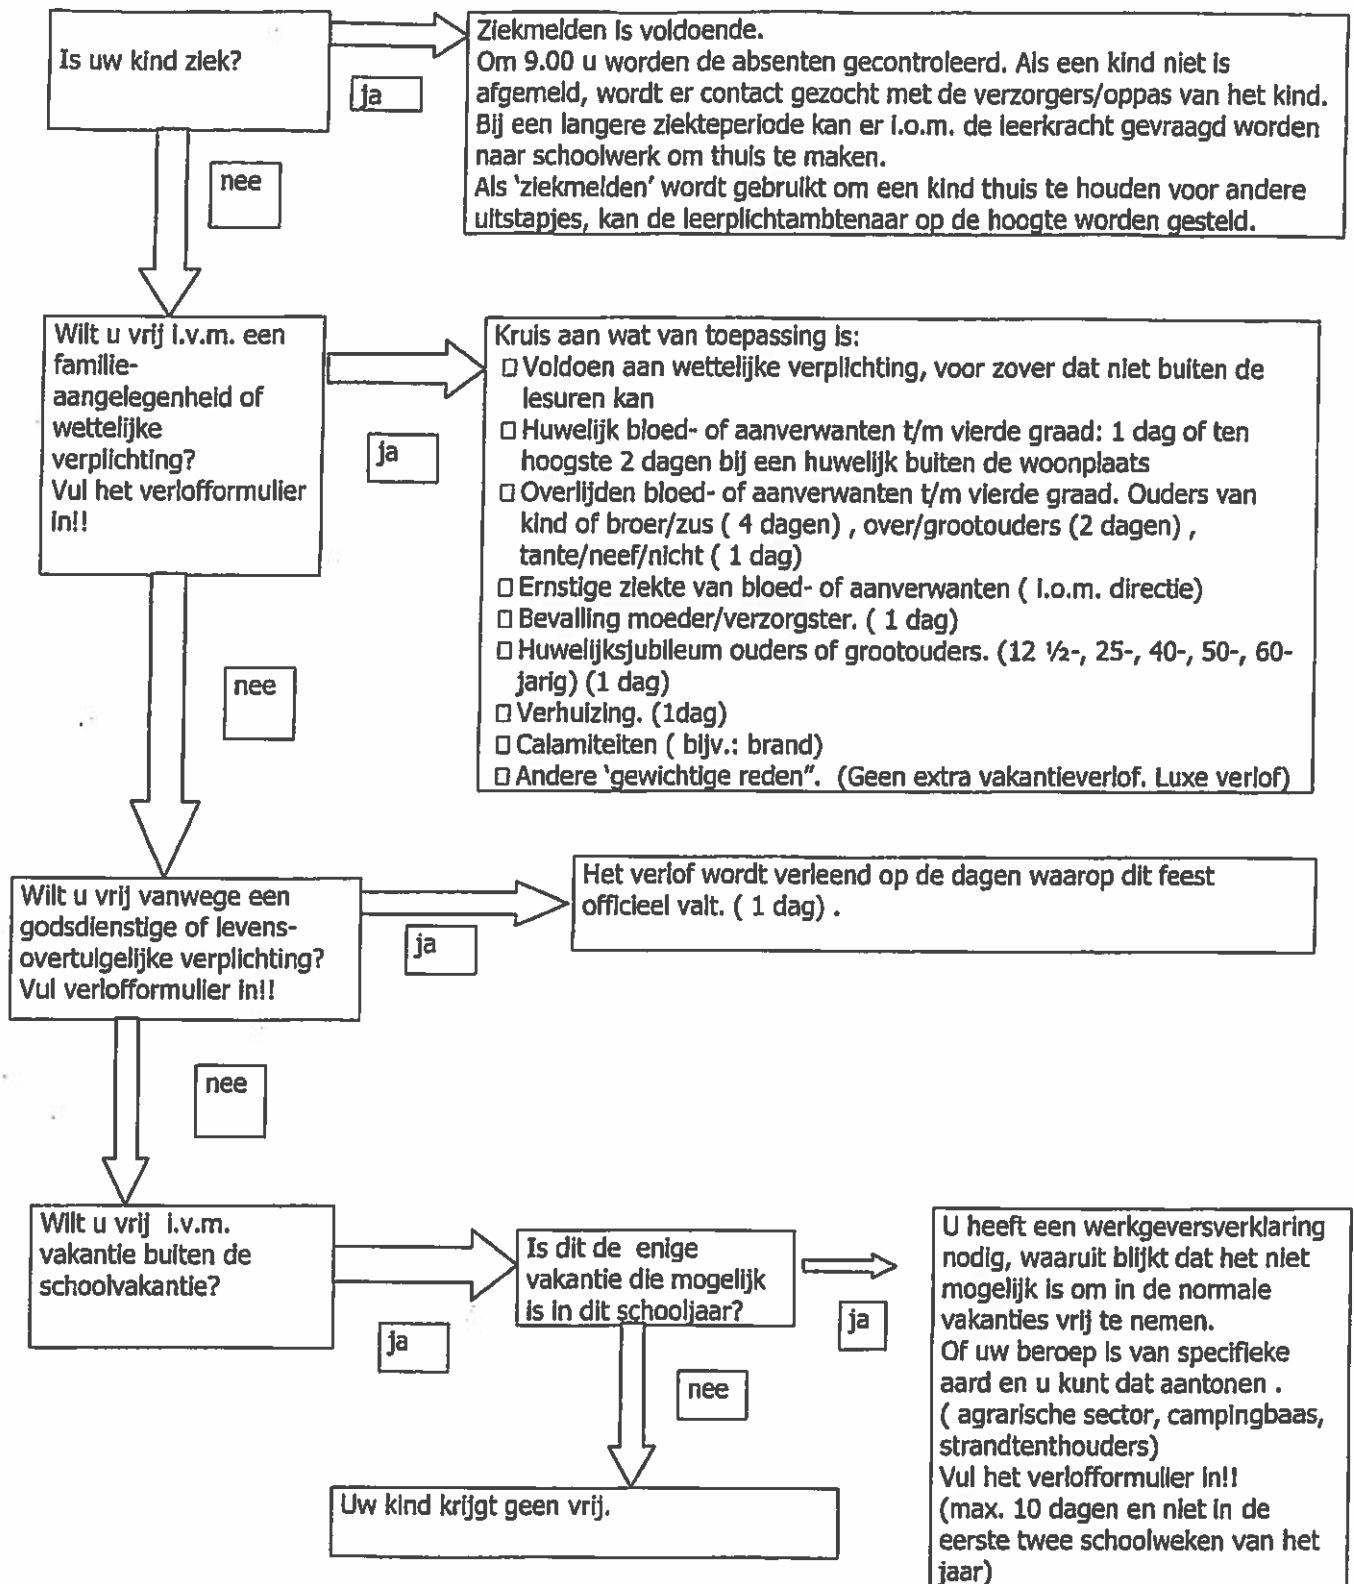 Is uw kind ziek?
ja
Ziekmelden is voldoende.
Om 9.00 u worden de absenten gecontroleerd. Als een kind niet is
afgemeld, wordt er contact gezocht met de verzorgers/oppas van het kind.
Bij een langere ziekteperiode kan er i.o.m. de leerkracht gevraagd worden
naar schoolwerk om thuis te maken.
Als 'ziekmelden' wordt gebruikt om een kind thuis te houden voor andere
uitstapjes, kan de leerplichtambtenaar op de hoogte worden gesteld.
nee
Wilt u vrij i.v.m. een
familie-
aangelegenheid of
wettelijke
verplichting?
Vul het verlofformulier
in!!
ja
Kruis aan wat van toepassing is:
□ Voldoen aan wettelijke verplichting, voor zover dat niet buiten de
lesuren kan
□ Huwelijk bloed- of aanverwanten t/m vierde graad: 1 dag of ten
hoogste 2 dagen bij een huwelijk buiten de woonplaats
□ Overlijden bloed- of aanverwanten t/m vierde graad. Ouders van
kind of broer/zus ( 4 dagen) , over/grootouders (2 dagen) ,
tante/neef/nicht ( 1 dag)
□ Ernstige ziekte van bloed- of aanverwanten ( i.o.m. directie)
□ Bevalling moeder/verzorgster. ( 1 dag)
□ Huwelijksjubileum ouders of grootouders. (12 ½-, 25-, 40-, 50-, 60-
jarig) (1 dag)
□ Verhuizing. (1dag)
□ Calamiteiten ( bijv.: brand)
□ Andere 'gewichtige reden". (Geen extra vakantieverlof. Luxe verlof)
nee
Wilt u vrij vanwege een
godsdienstige of levens-
overtuigelijke verplichting?
Vul verlofformulier in!!
ja
Het verlof wordt verleend op de dagen waarop dit feest
officieel valt. ( 1 dag) .
nee
Wilt u vrij i.v.m.
vakantie buiten de
schoolvakantie?
ja
Is dit de enige
vakantie die mogelijk
is in dit schooljaar?
ja
U heeft een werkgeversverklaring
nodig, waaruit blijkt dat het niet
mogelijk is om in de normale
vakanties vrij te nemen.
Of uw beroep is van specifieke
aard en u kunt dat aantonen .
( agrarische sector, campingbaas,
strandtenthouders)
Vul het verlofformulier in!!
(max. 10 dagen en niet in de
eerste twee schoolweken van het
jaar)
nee
Uw kind krijgt geen vrij.